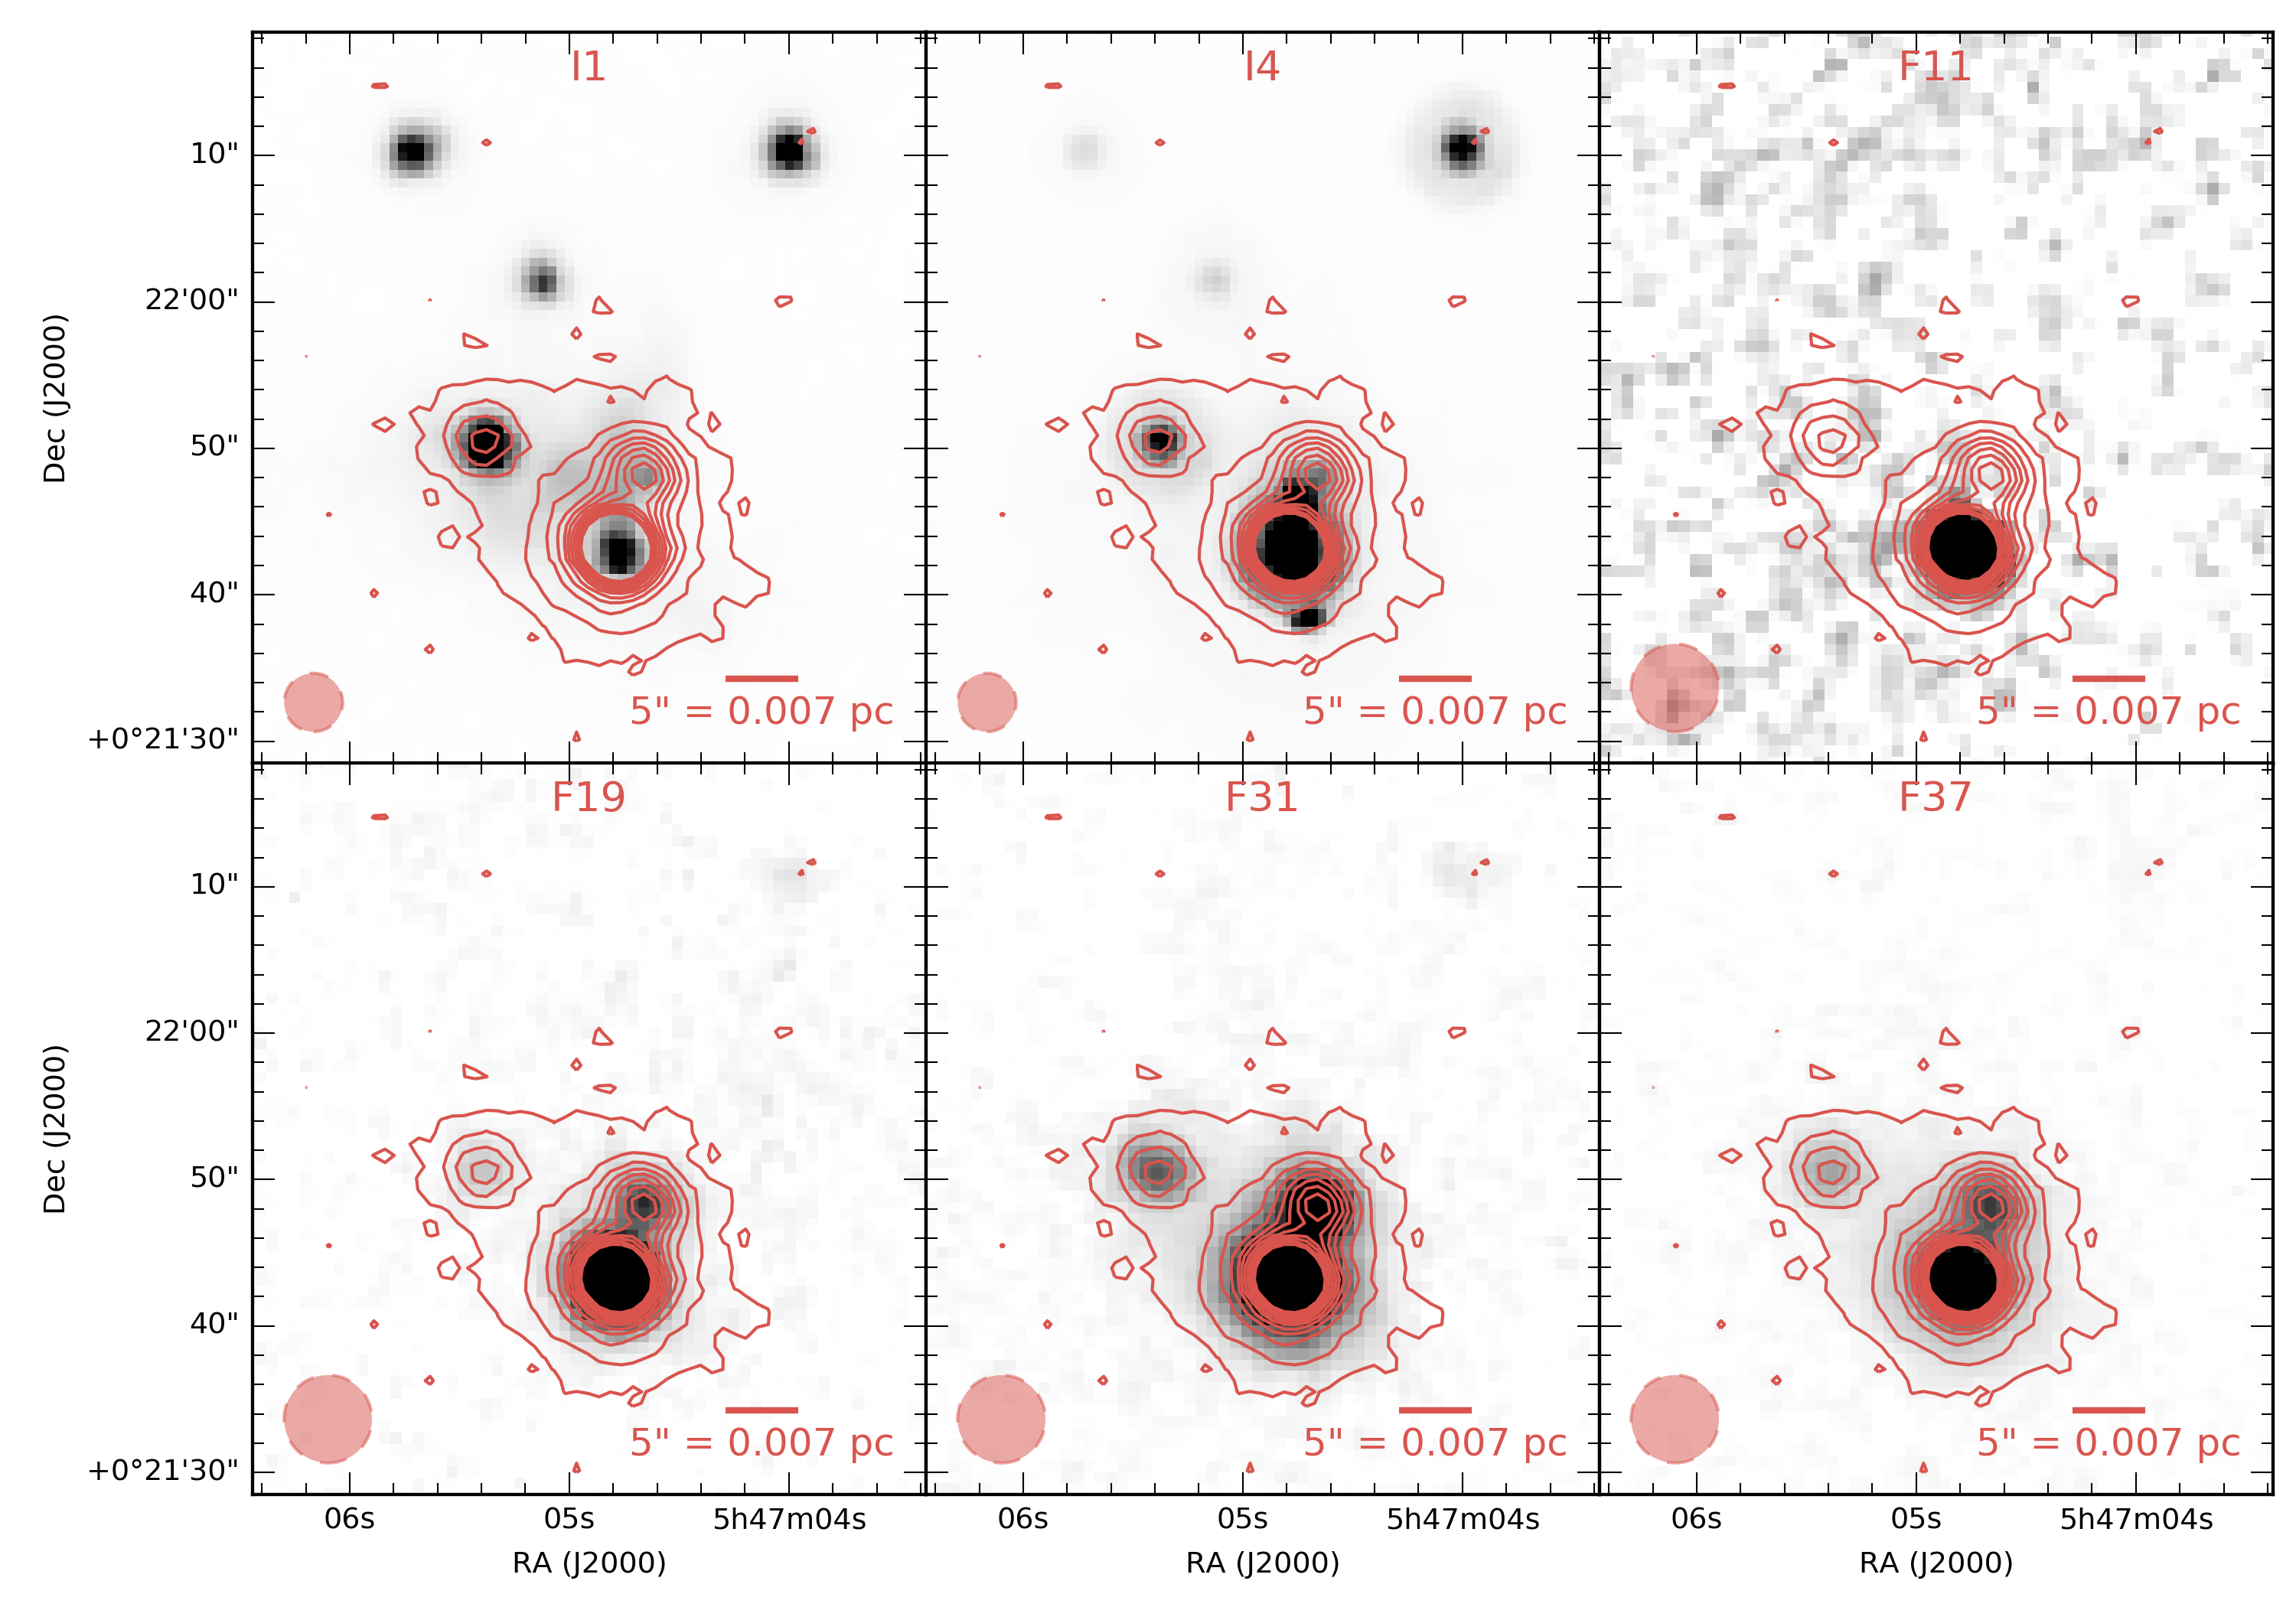 I1
I4
F11
Dec (J2000)
10"
22'00"
50"
40"
+0°21'30"
5" = 0.007 pc
5" = 0.007 pc
5" = 0.007 pc
F19
F31
F37
Dec (J2000)
10"
22'00"
50"
40"
+0°21'30"
5" = 0.007 pc
5" = 0.007 pc
5" = 0.007 pc
06s 05s 5h47m04s
06s 05s 5h47m04s
06s 05s 5h47m04s
RA (J2000)
RA (J2000)
RA (J2000)